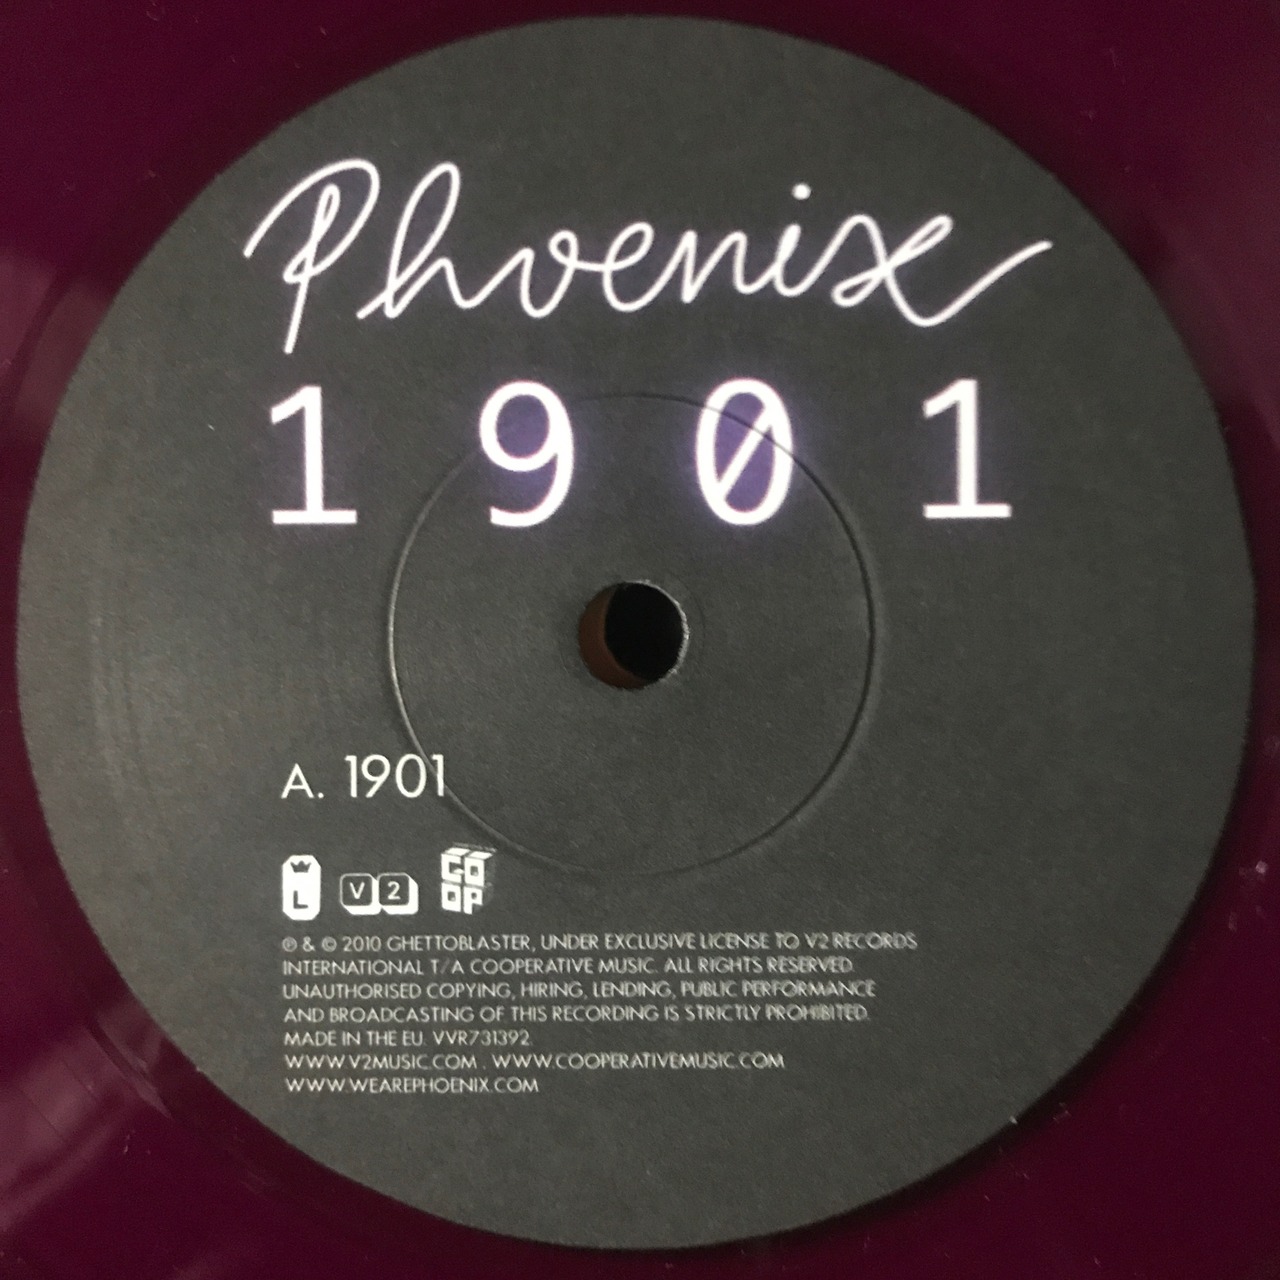 Phoenix
1901
A. 1901
L V2 CO
OP
℗ & © 2010 GHETTOBLASTER, UNDER EXCLUSIVE LICENSE TO V2 RECORDS
INTERNATIONAL T/A COOPERATIVE MUSIC. ALL RIGHTS RESERVED.
UNAUTHORISED COPYING, HIRING, LENDING, PUBLIC PERFORMANCE
AND BROADCASTING OF THIS RECORDING IS STRICTLY PROHIBITED.
MADE IN THE EU. VVR731392.
WWW.V2MUSIC.COM . WWW.COOPERATIVEMUSIC.COM
WWW.WEAREPHOENIX.COM